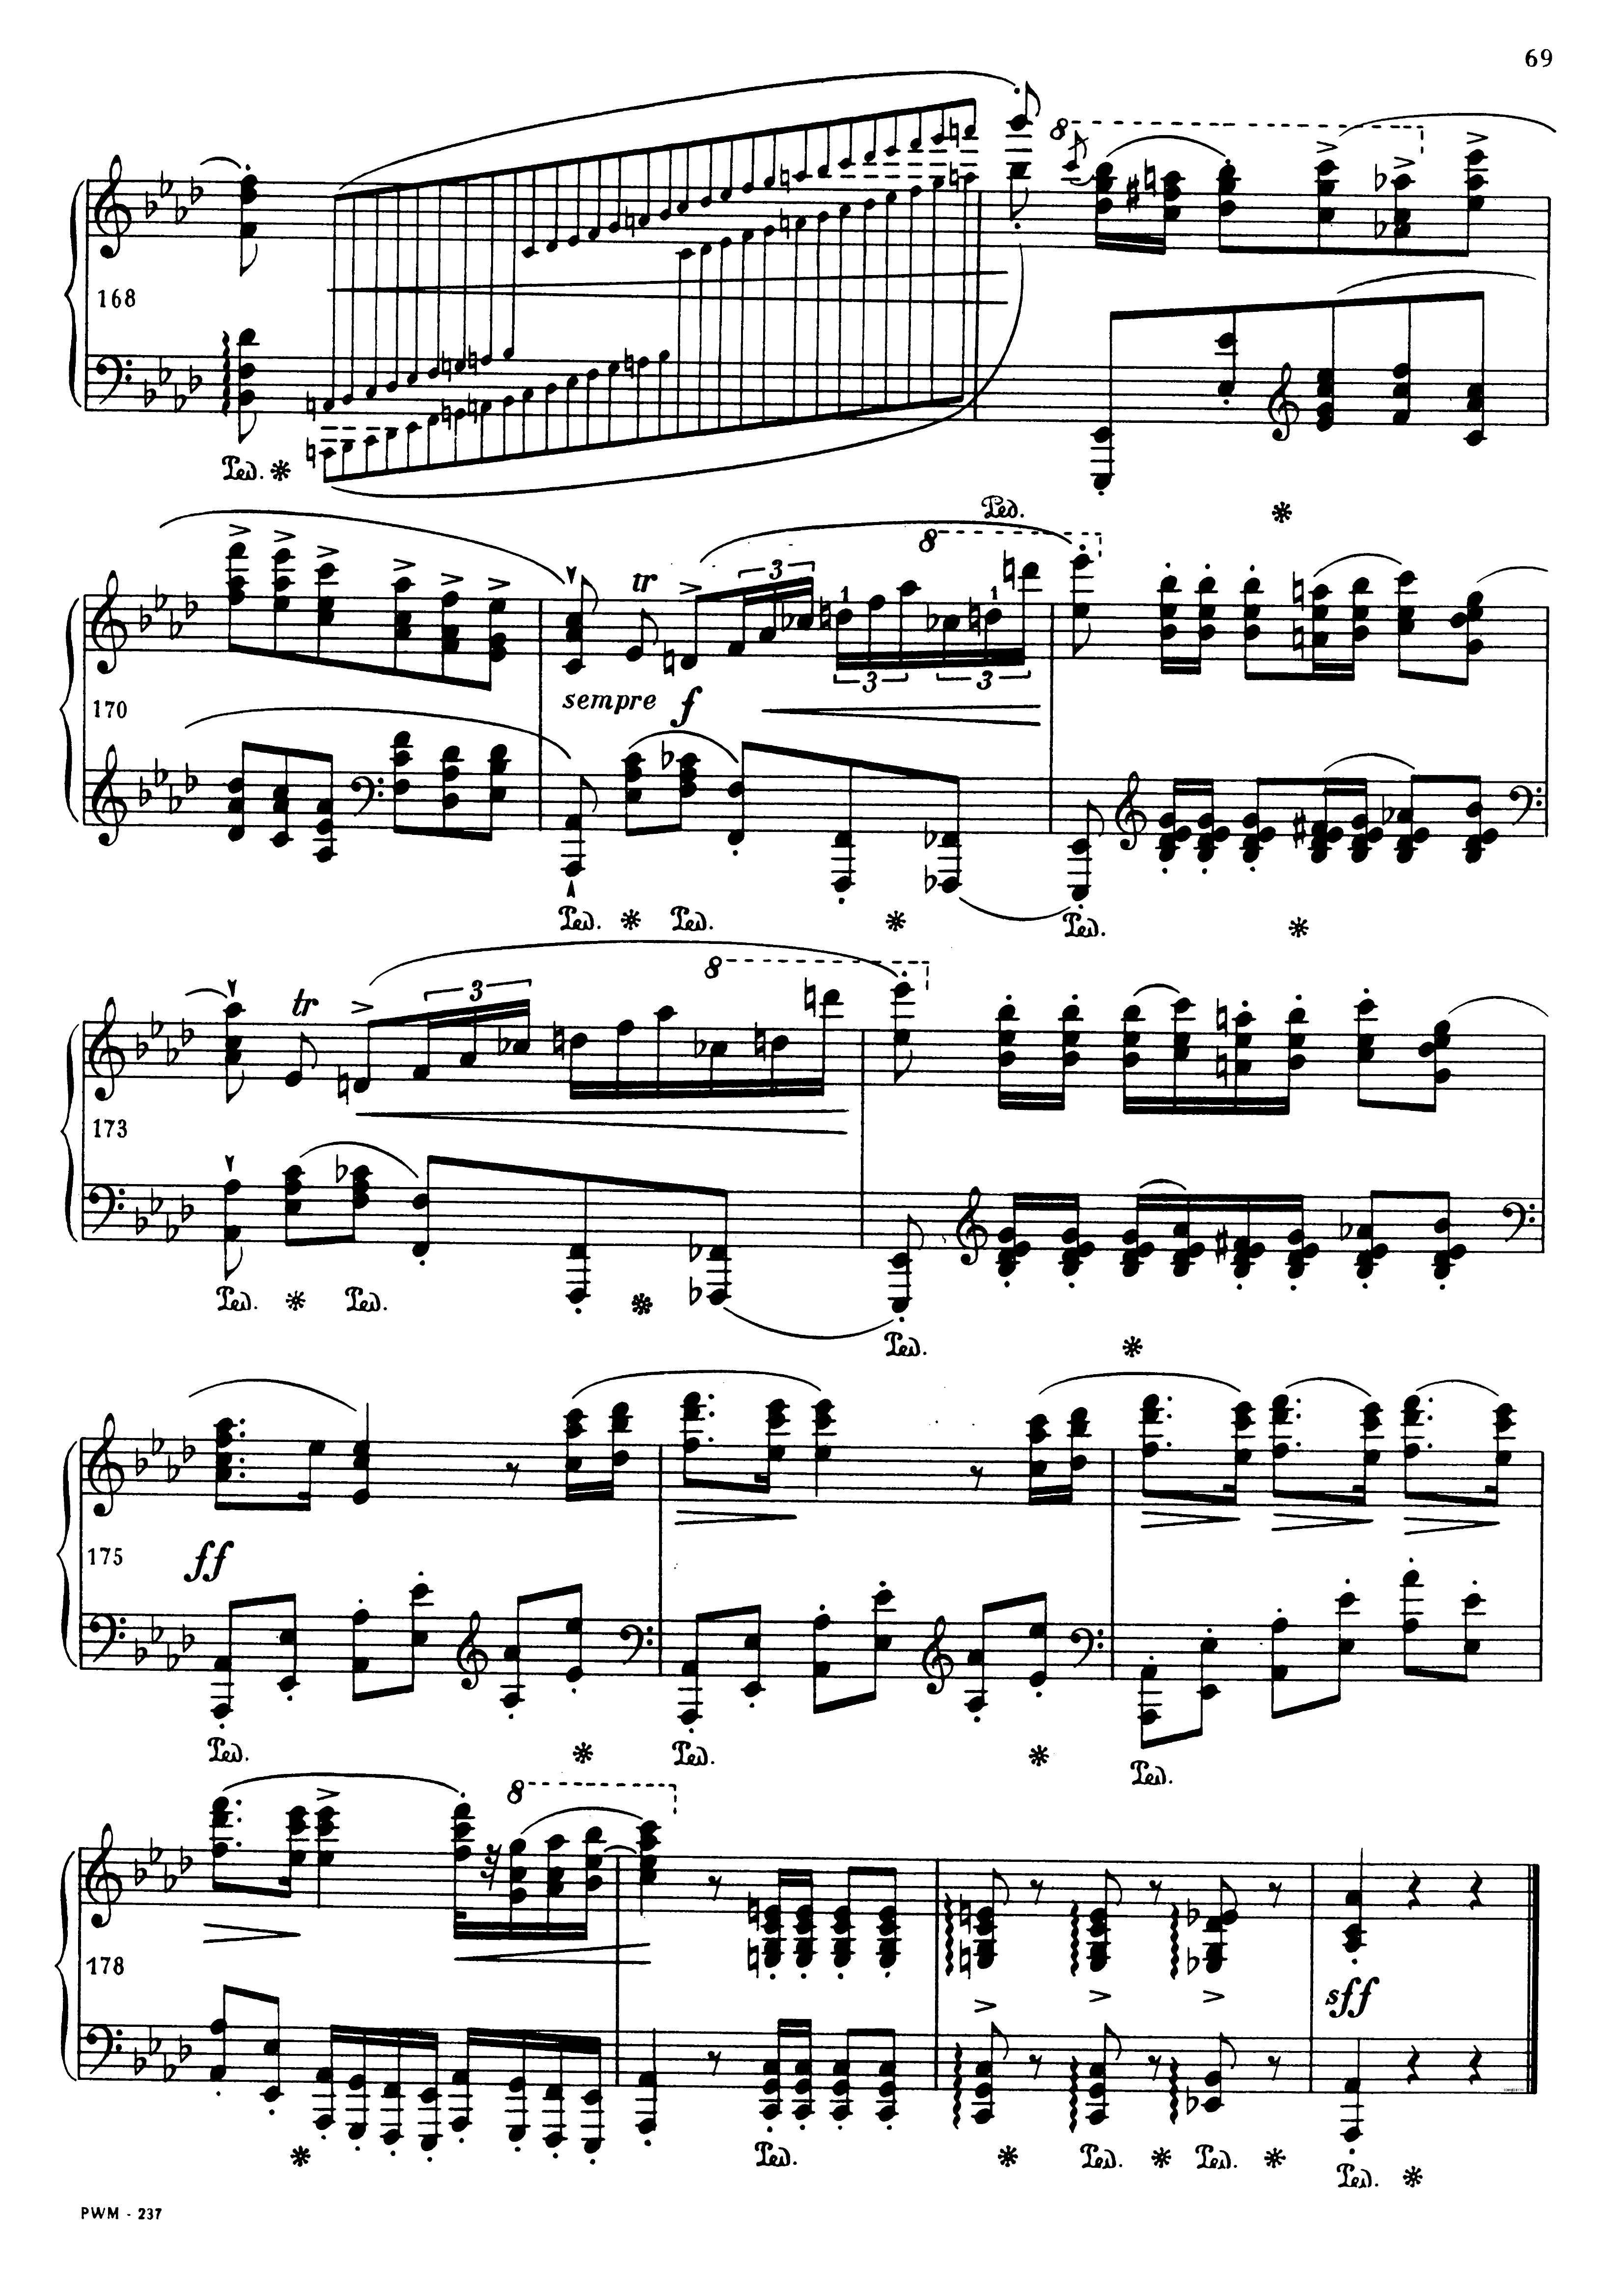 69
8
168
Ped. *
Ped. *
tr 3 8
1 1
3 3
sempre f
170
Ped. * Ped. * Ped. *
tr 3 8
173
Ped. * Ped. * Ped. *
ff
175
Ped. * Ped. * Ped.
8
178
sff
* Ped. * Ped. * Ped. * Ped. *
PWM - 237